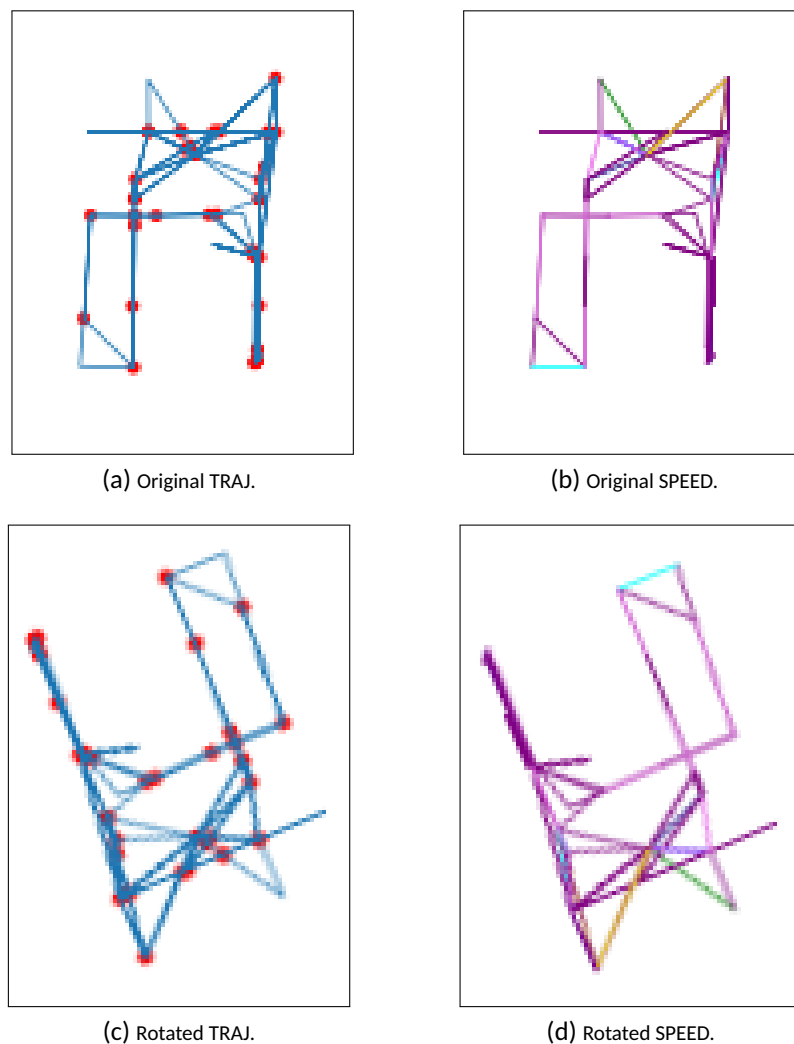 (a) Original TRAJ.
(b) Original SPEED.
(c) Rotated TRAJ.
(d) Rotated SPEED.